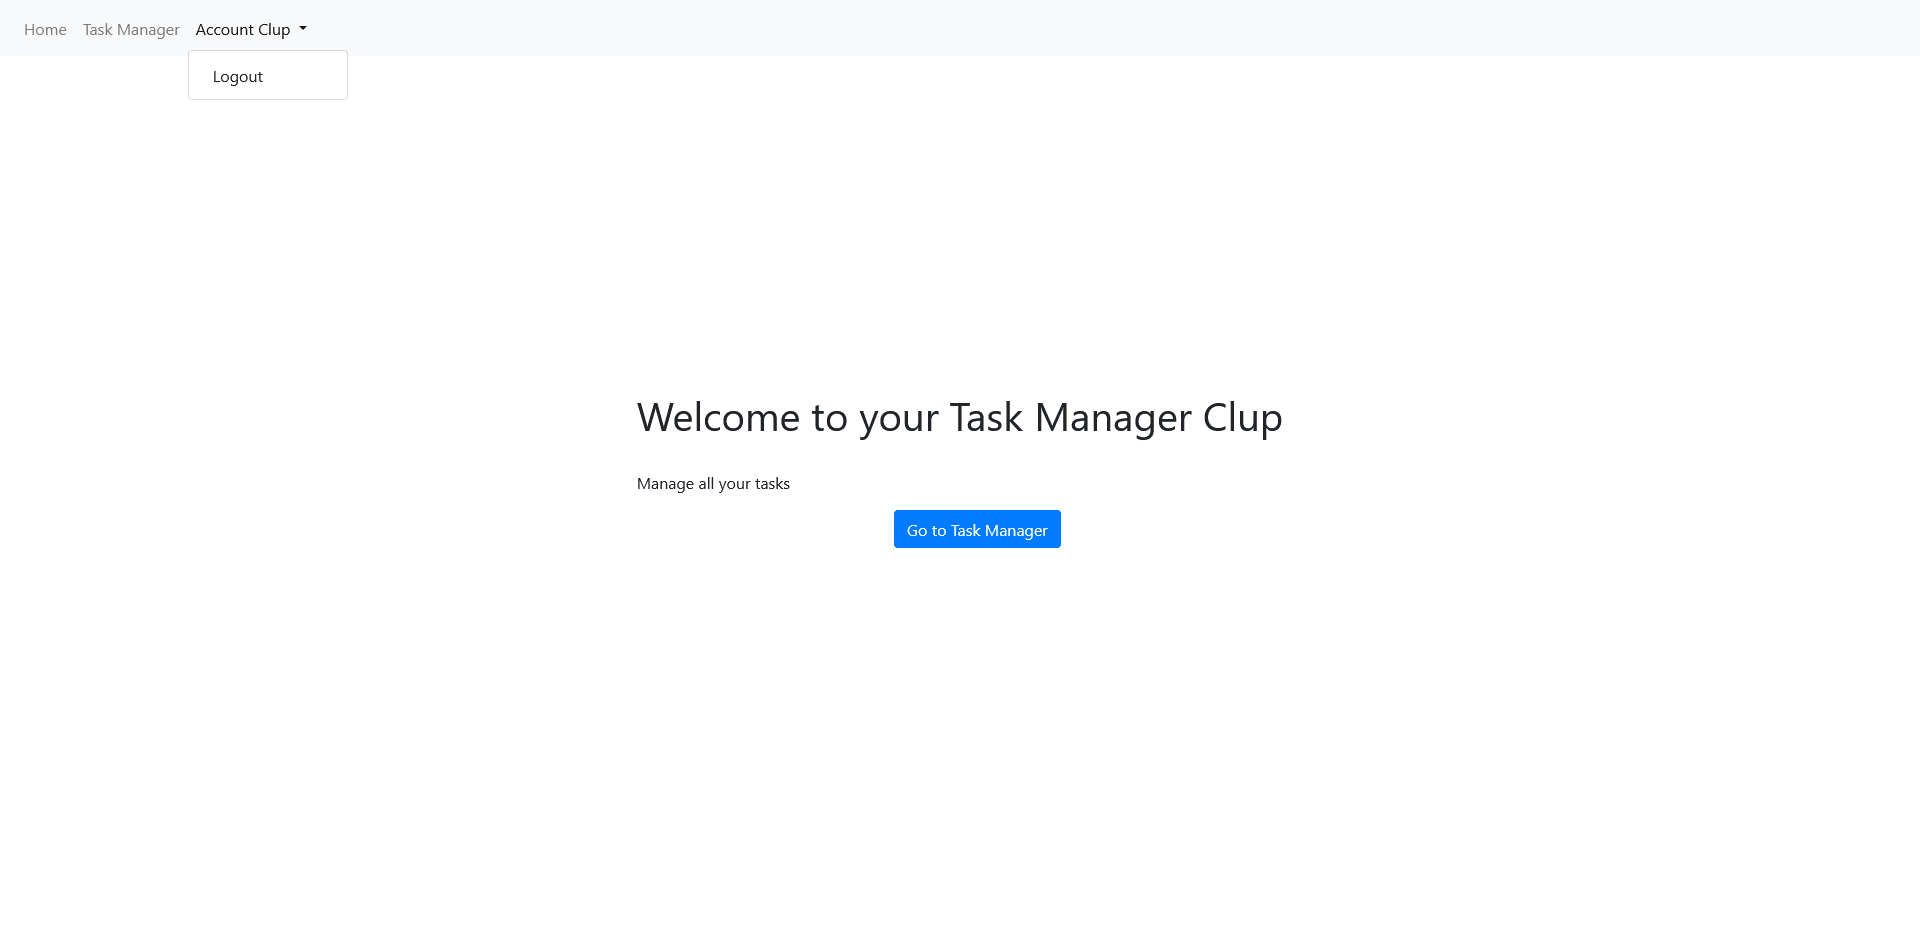 Home Task Manager Account Clup
Logout
Welcome to your Task Manager Clup
Manage all your tasks
Go to Task Manager